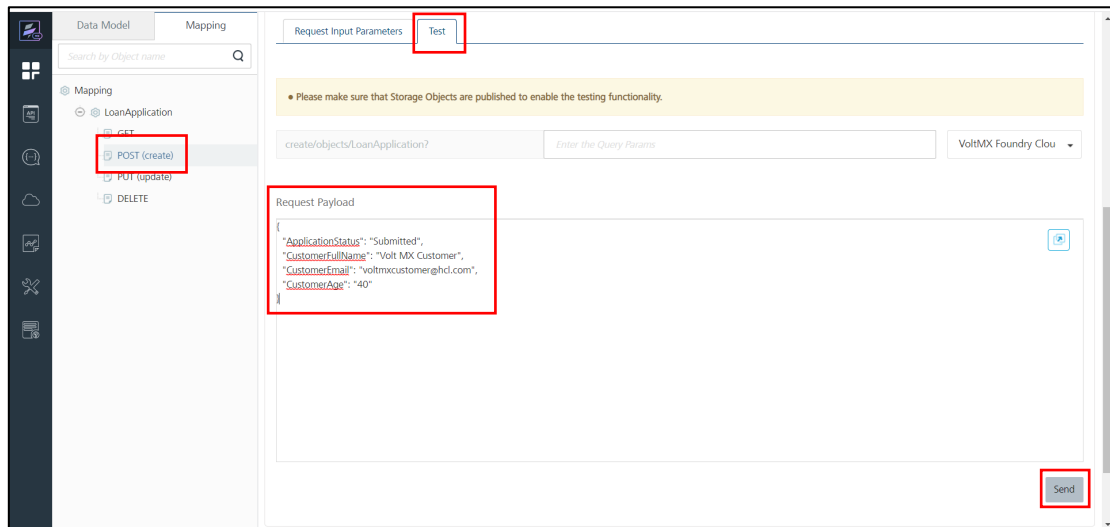 Data Model
Mapping
Search by Object name
Mapping
LoanApplication
GET
POST (create)
PUT (update)
DELETE
Request Input Parameters
Test
• Please make sure that Storage Objects are published to enable the testing functionality.
create/objects/LoanApplication?
Enter the Query Params
VoltMX Foundry Clou
Request Payload
{
"ApplicationStatus": "Submitted",
"CustomerFullName": "Volt MX Customer",
"CustomerEmail": "voltmxcustomer@hcl.com",
"CustomerAge": "40"
}
Send